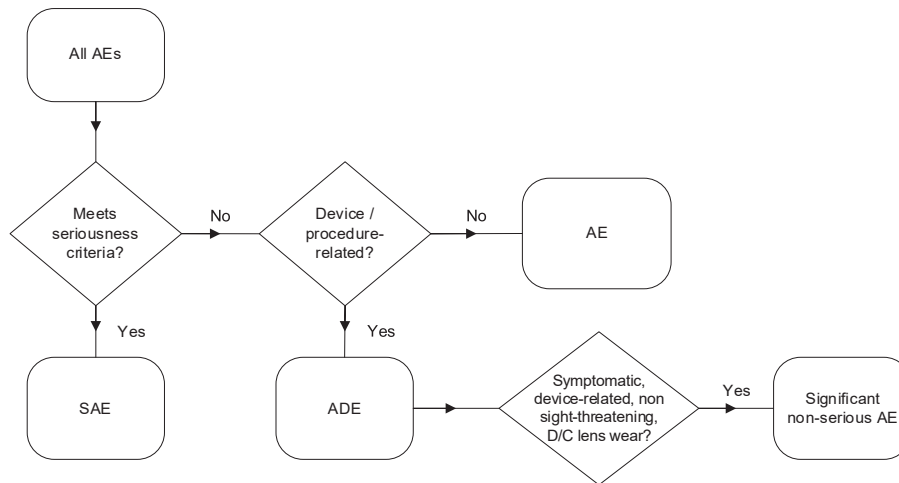 All AEs
Meets
seriousness
criteria?
No
Device /
procedure-
related?
No
AE
Yes
Yes
SAE
ADE
Symptomatic,
device-related, non
sight-threatening,
D/C lens wear?
Yes
Significant
non-serious AE